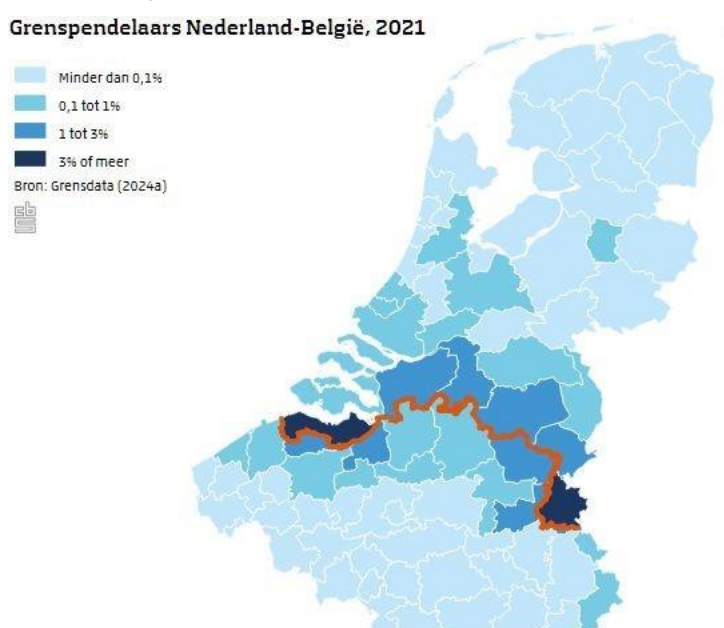 Grenspendelaars Nederland-België, 2021
Minder dan 0,1%
0,1 tot 1%
1 tot 3%
3% of meer
Bron: Grensdata (2024a)
cbs